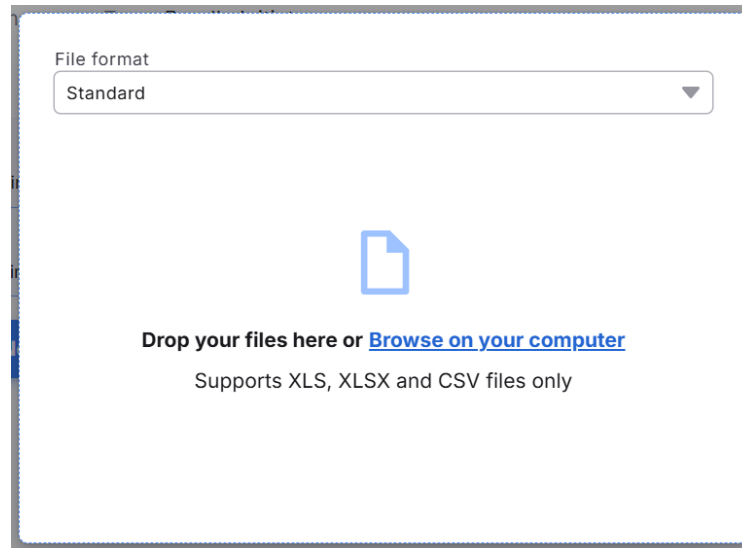 File format
Standard
Drop your files here or Browse on your computer
Supports XLS, XLSX and CSV files only